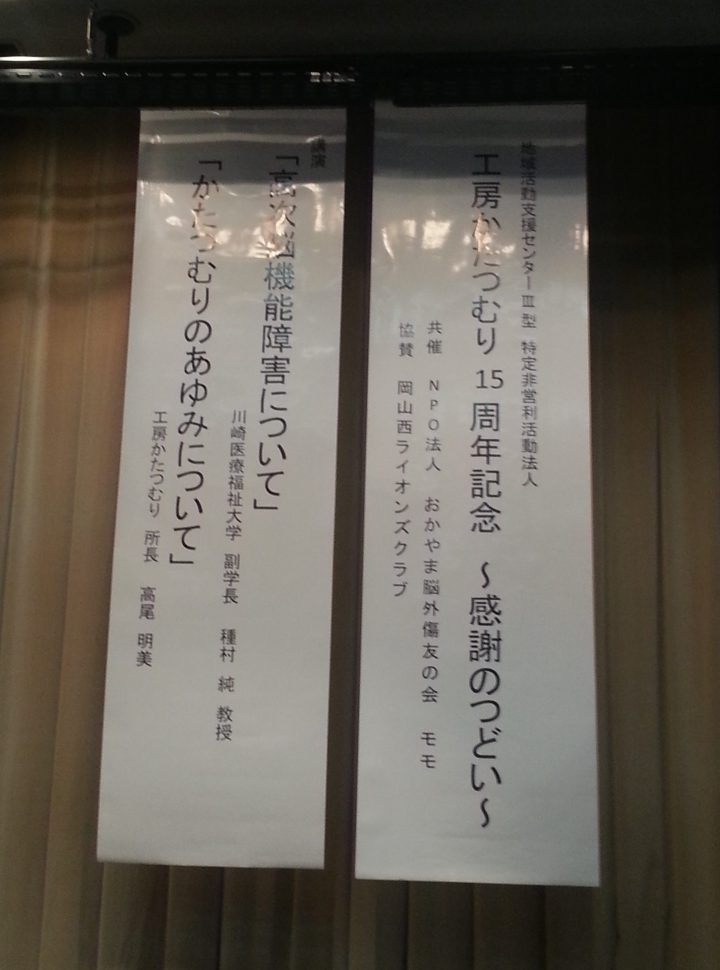 地域活動支援センターⅢ型 特定非営利活動法人
工房かたつむり 15 周年記念 ～感謝のつどい～
共催 NPO法人 おかやま脳外傷友の会 モモ
協賛 岡山西ライオンズクラブ
講演
「高次脳機能障害について」
川崎医療福祉大学 副学長 種村 純 教授
「かたつむりのあゆみについて」
工房かたつむり 所長 高尾 明美